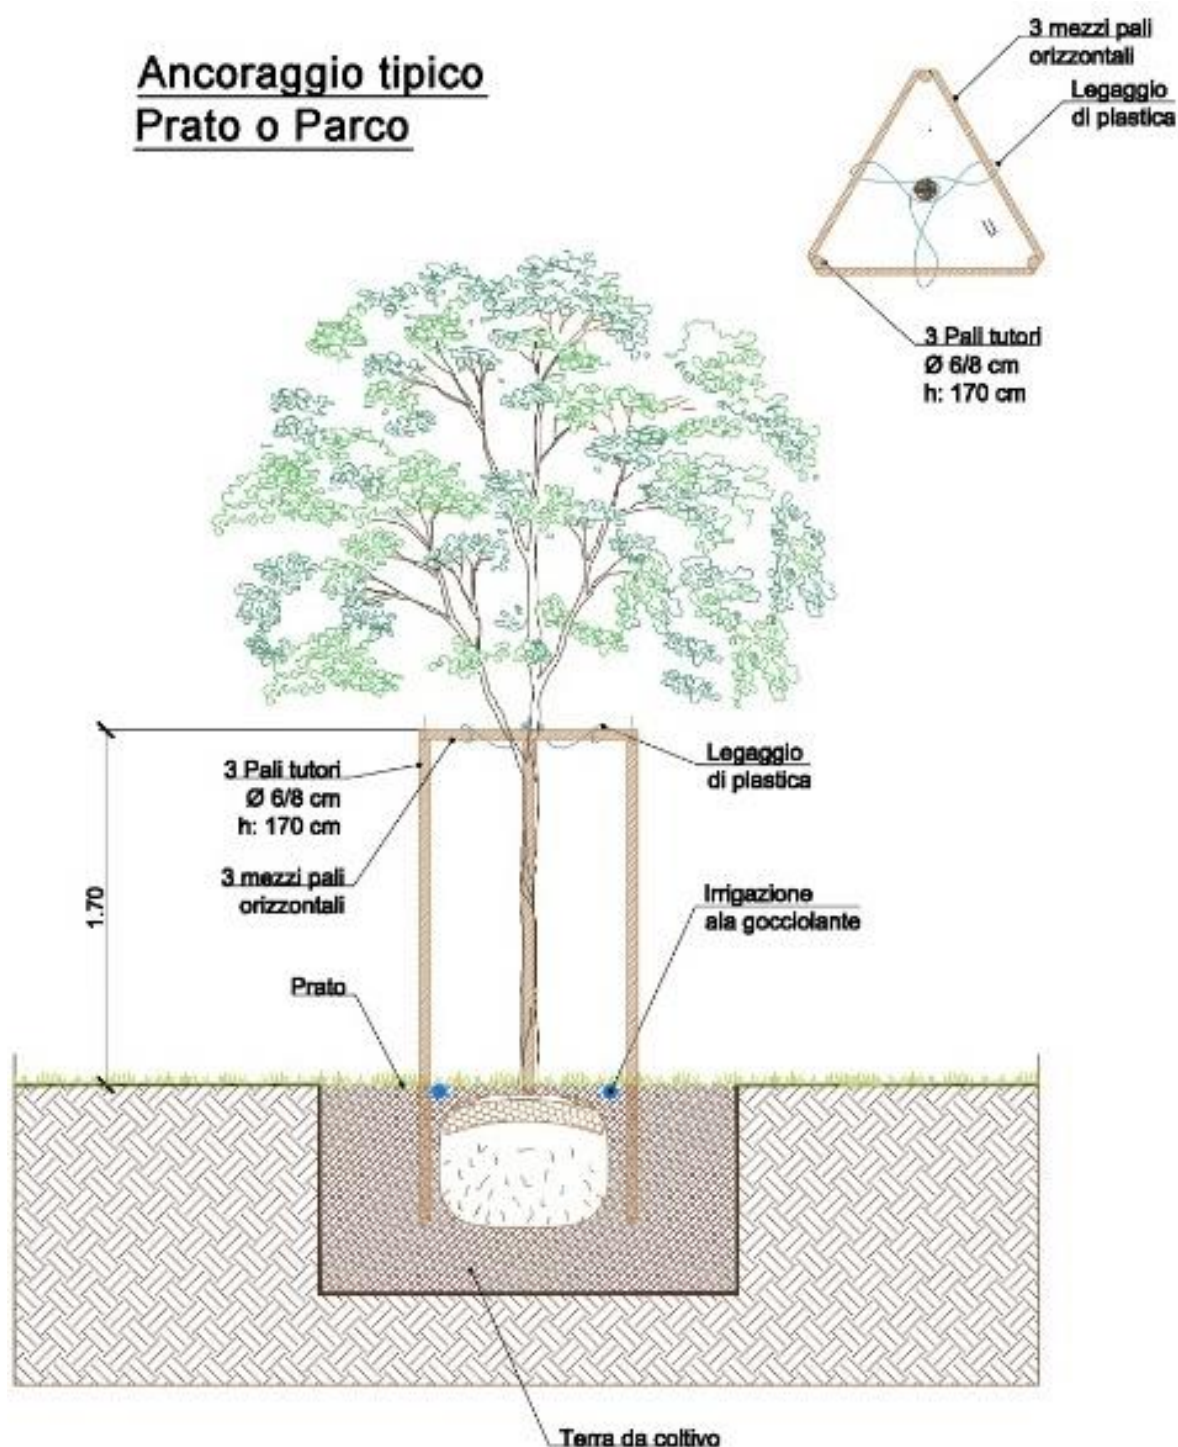 Ancoraggio tipico
Prato o Parco
3 mezzi pali
orizzontali
Legaggio
di plastica
3 Pali tutori
Ø 6/8 cm
h: 170 cm
3 Pali tutori
Ø 6/8 cm
h: 170 cm
3 mezzi pali
orizzontali
Legaggio
di plastica
1.70
Irrigazione
ala gocciolante
Prato
Terra da coltivo